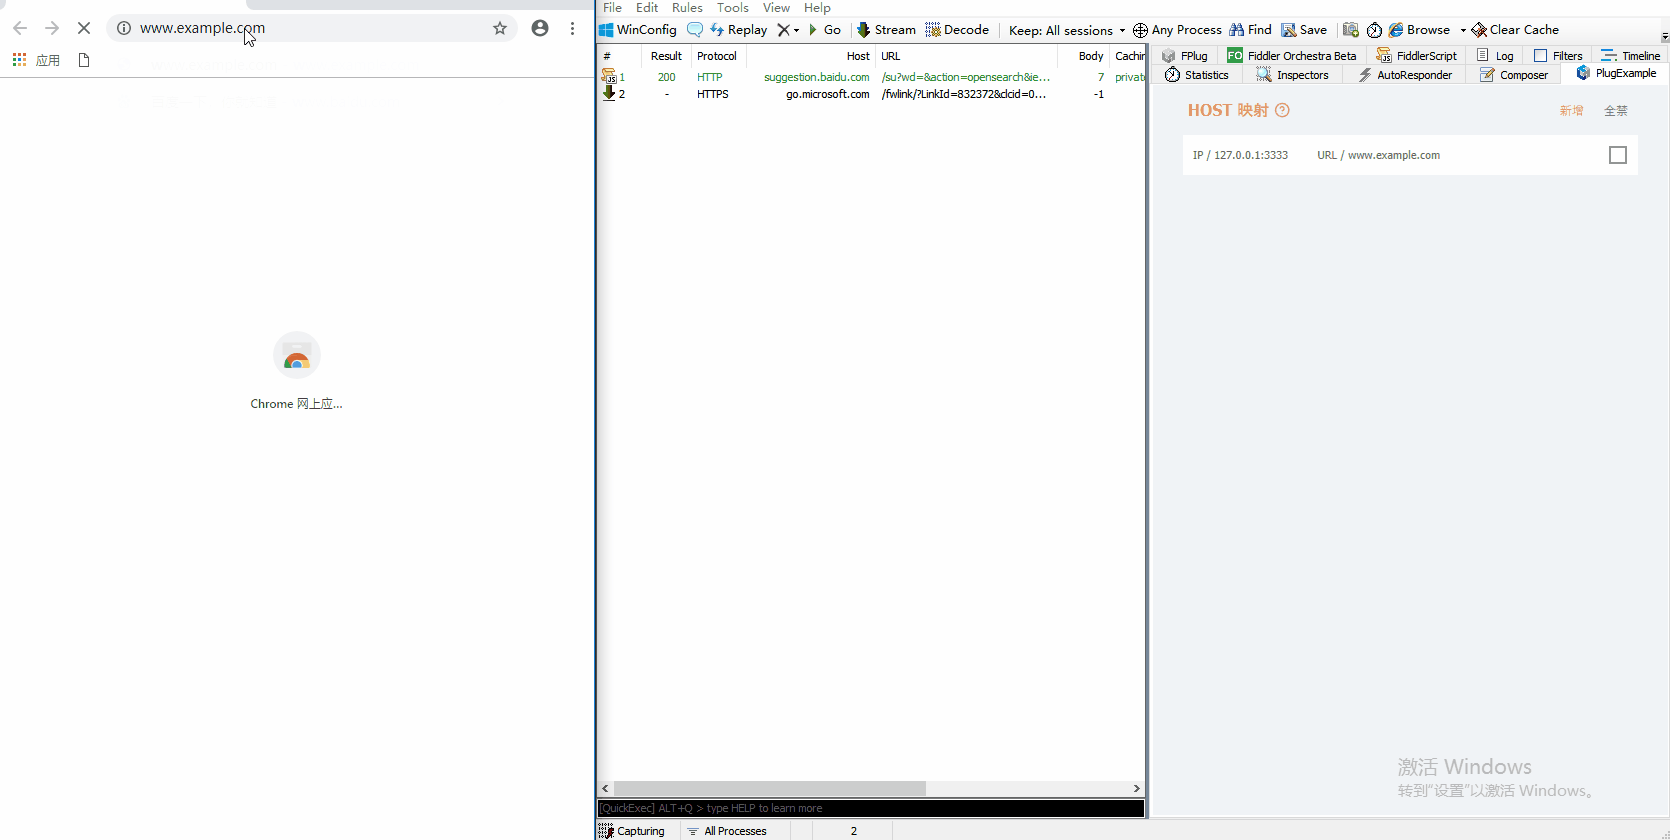 www.example.com
应用
Chrome 网上应...
File Edit Rules Tools View Help
WinConfig Replay Go Stream Decode Keep: All sessions Any Process Find Save Browse Clear Cache
# Result Protocol Host URL Body Cachin
1 200 HTTP suggestion.baidu.com /su?wd=&action=opensearch&ie... 7 privat
2 - HTTPS go.microsoft.com /fwlink/?LinkId=832372&clcid=0... -1
[QuickExec] ALT+Q > type HELP to learn more
Capturing All Processes 2
FPlug FO Fiddler Orchestra Beta FiddlerScript Log Filters Timeline
Statistics Inspectors AutoResponder Composer PlugExample
HOST 映射 新增 全禁
IP / 127.0.0.1:3333 URL / www.example.com
激活 Windows
转到"设置"以激活 Windows。